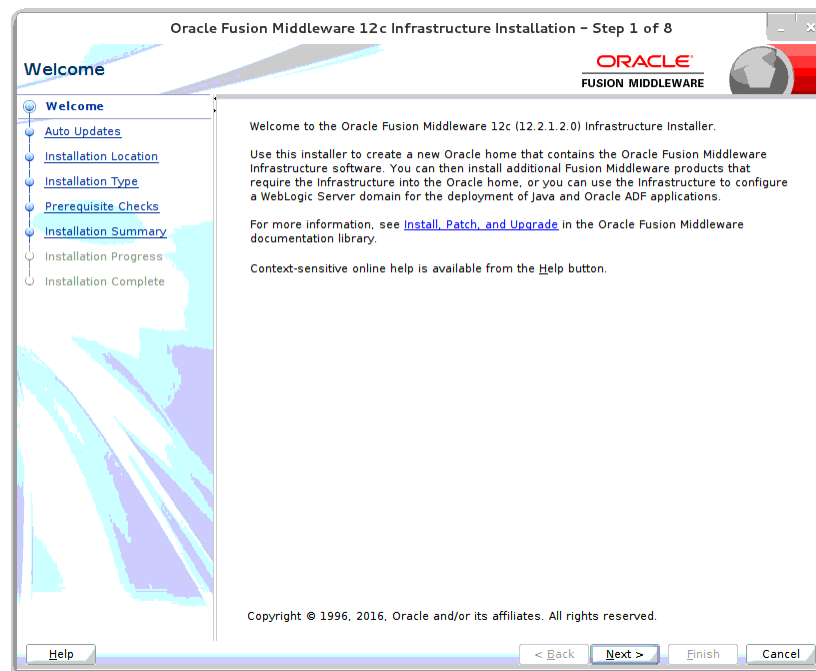 Oracle Fusion Middleware 12c Infrastructure Installation – Step 1 of 8
Welcome
ORACLE®
FUSION MIDDLEWARE
Welcome
Auto Updates
Installation Location
Installation Type
Prerequisite Checks
Installation Summary
Installation Progress
Installation Complete
Welcome to the Oracle Fusion Middleware 12c (12.2.1.2.0) Infrastructure Installer.
Use this installer to create a new Oracle home that contains the Oracle Fusion Middleware
Infrastructure software. You can then install additional Fusion Middleware products that
require the Infrastructure into the Oracle home, or you can use the Infrastructure to configure
a WebLogic Server domain for the deployment of Java and Oracle ADF applications.
For more information, see Install, Patch, and Upgrade in the Oracle Fusion Middleware
documentation library.
Context-sensitive online help is available from the Help button.
Copyright © 1996, 2016, Oracle and/or its affiliates. All rights reserved.
Help
< Back
Next >
Finish
Cancel